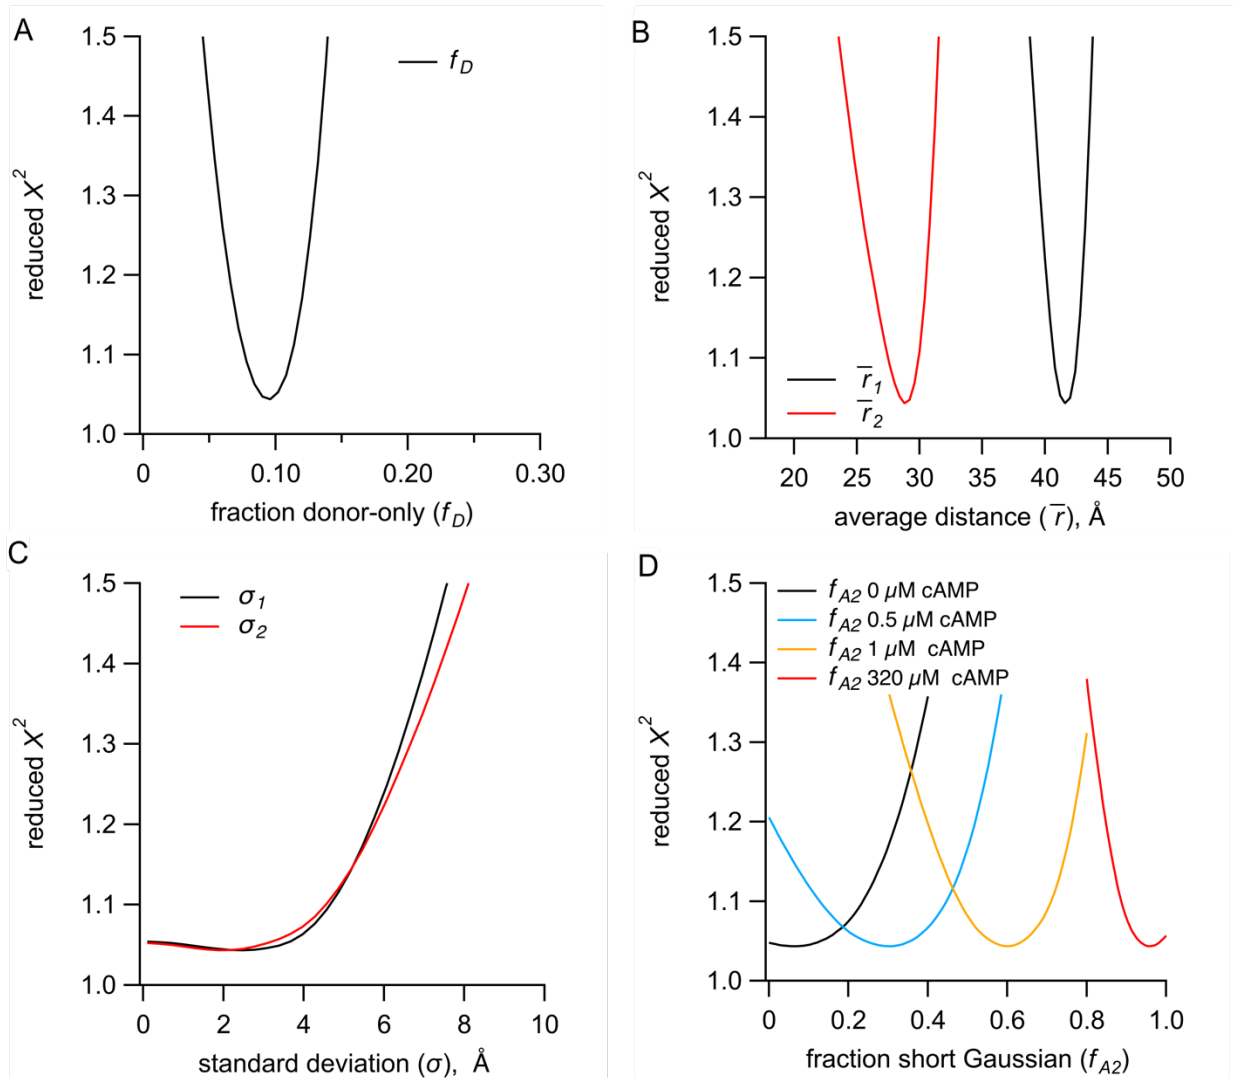 A
1.5
1.4
1.3
1.2
1.1
1.0
reduced X²
f_D
0
0.10
0.20
0.30
fraction donor-only (f_D)
B
1.5
1.4
1.3
1.2
1.1
1.0
reduced X²
r̅_1
r̅_2
20 25 30 35 40 45 50
average distance (r̅), Å
C
1.5
1.4
1.3
1.2
1.1
1.0
reduced X²
σ_1
σ_2
0 2 4 6 8 10
standard deviation (σ), Å
D
1.5
1.4
1.3
1.2
1.1
1.0
reduced X²
f_A2 0 µM cAMP
f_A2 0.5 µM cAMP
f_A2 1 µM cAMP
f_A2 320 µM cAMP
0 0.2 0.4 0.6 0.8 1.0
fraction short Gaussian (f_A2)